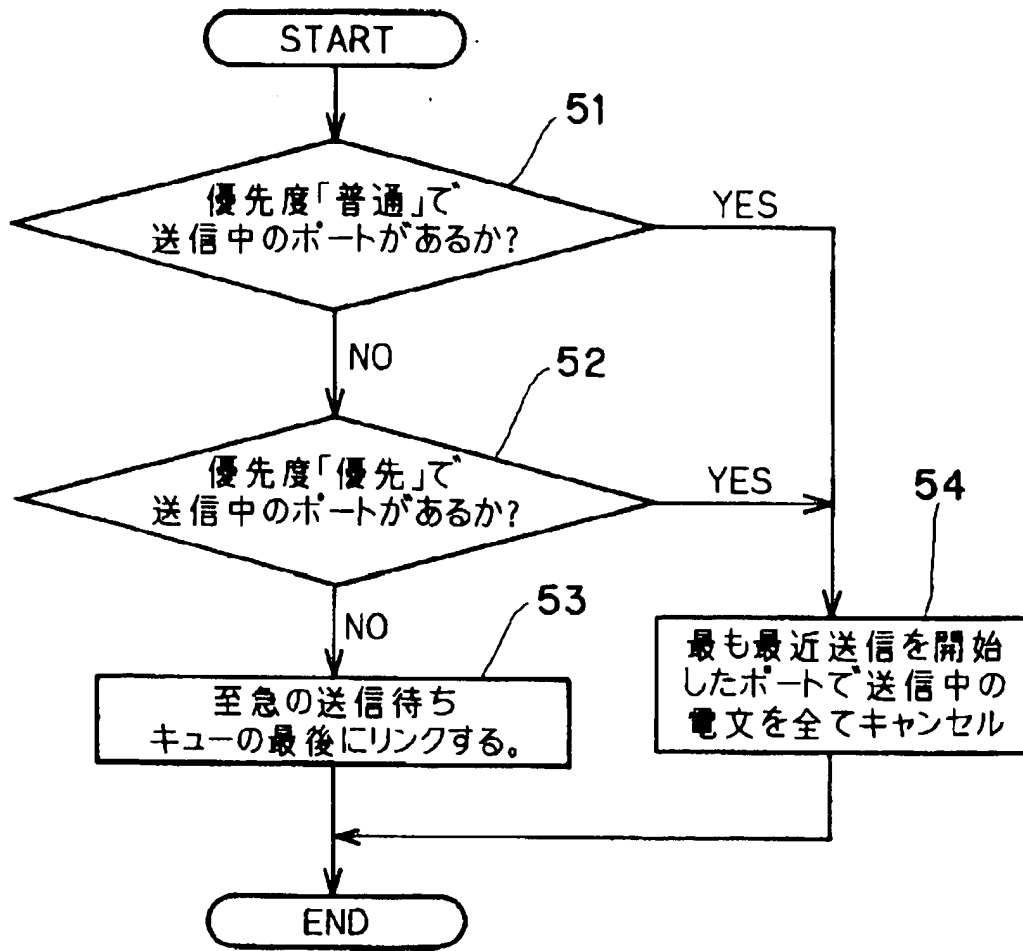 START
51
優先度「普通」で
送信中のポートがあるか?
YES
NO
52
優先度「優先」で
送信中のポートがあるか?
YES
54
NO
53
至急の送信待ち
キューの最後にリンクする。
最も最近送信を開始
したポートで送信中の
電文を全てキャンセル
END